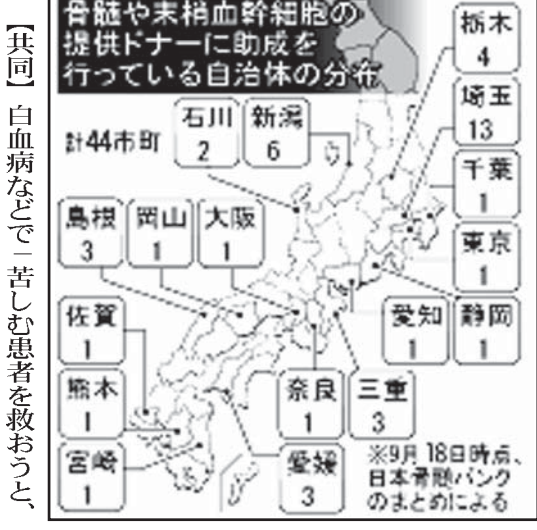 骨髄や末梢血幹細胞の
提供ドナーに助成を
行っている自治体の分布
計44市町
栃木
4
埼玉
13
千葉
1
東京
1
石川
2
新潟
6
島根
3
岡山
1
大阪
1
愛知
1
静岡
1
佐賀
1
熊本
1
宮崎
1
奈良
1
三重
3
愛媛
3
※9月18日時点、
日本骨髄バンク
のまとめによる
【共同】白血病などで苦しむ患者を救おうと、